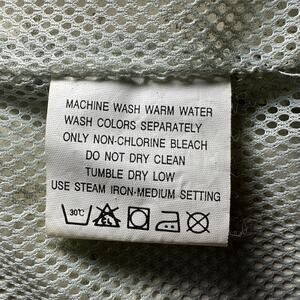 MACHINE WASH WARM WATER
WASH COLORS SEPARATELY
ONLY NON-CHLORINE BLEACH
DO NOT DRY CLEAN
TUMBLE DRY LOW
USE STEAM IRON-MEDIUM SETTING
30°C CL